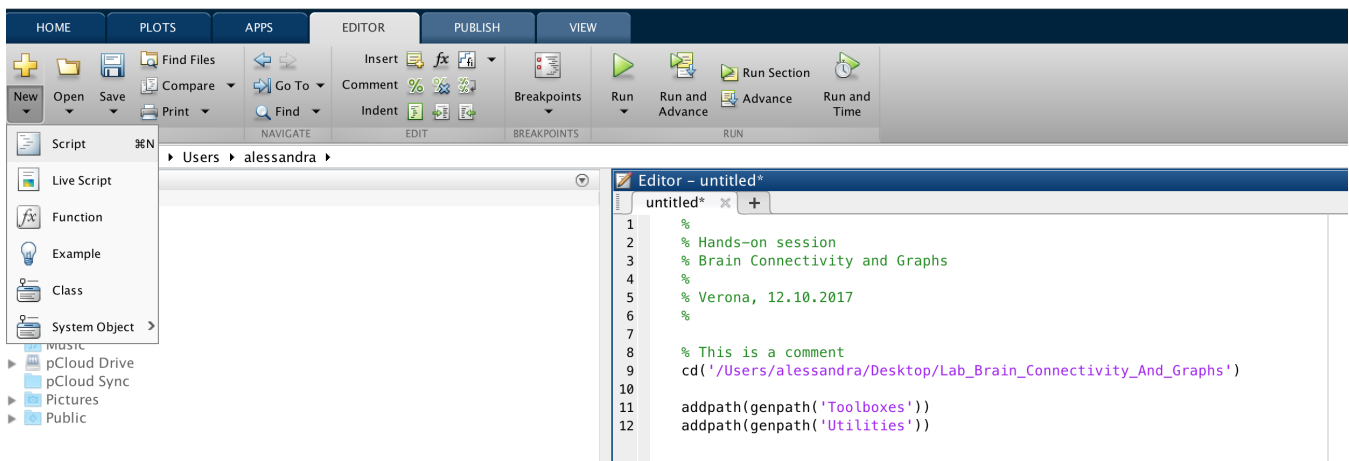 HOME PLOTS APPS EDITOR PUBLISH VIEW
New Open Save
Find Files
Compare
Print
Go To
Find
NAVIGATE
Insert fx fi
Comment % % %
Indent
EDIT
Breakpoints
BREAKPOINTS
Run
Run and Advance
Run Section
Advance
Run and Time
RUN
Script ⌘N
Live Script
fx Function
Example
Class
System Object
Users alessandra
Music
pCloud Drive
pCloud Sync
Pictures
Public
Editor – untitled*
untitled* +
1 %
2 % Hands-on session
3 % Brain Connectivity and Graphs
4 %
5 % Verona, 12.10.2017
6 %
7
8 % This is a comment
9 cd('/Users/alessandra/Desktop/Lab_Brain_Connectivity_And_Graphs')
10
11 addpath(genpath('Toolboxes'))
12 addpath(genpath('Utilities'))